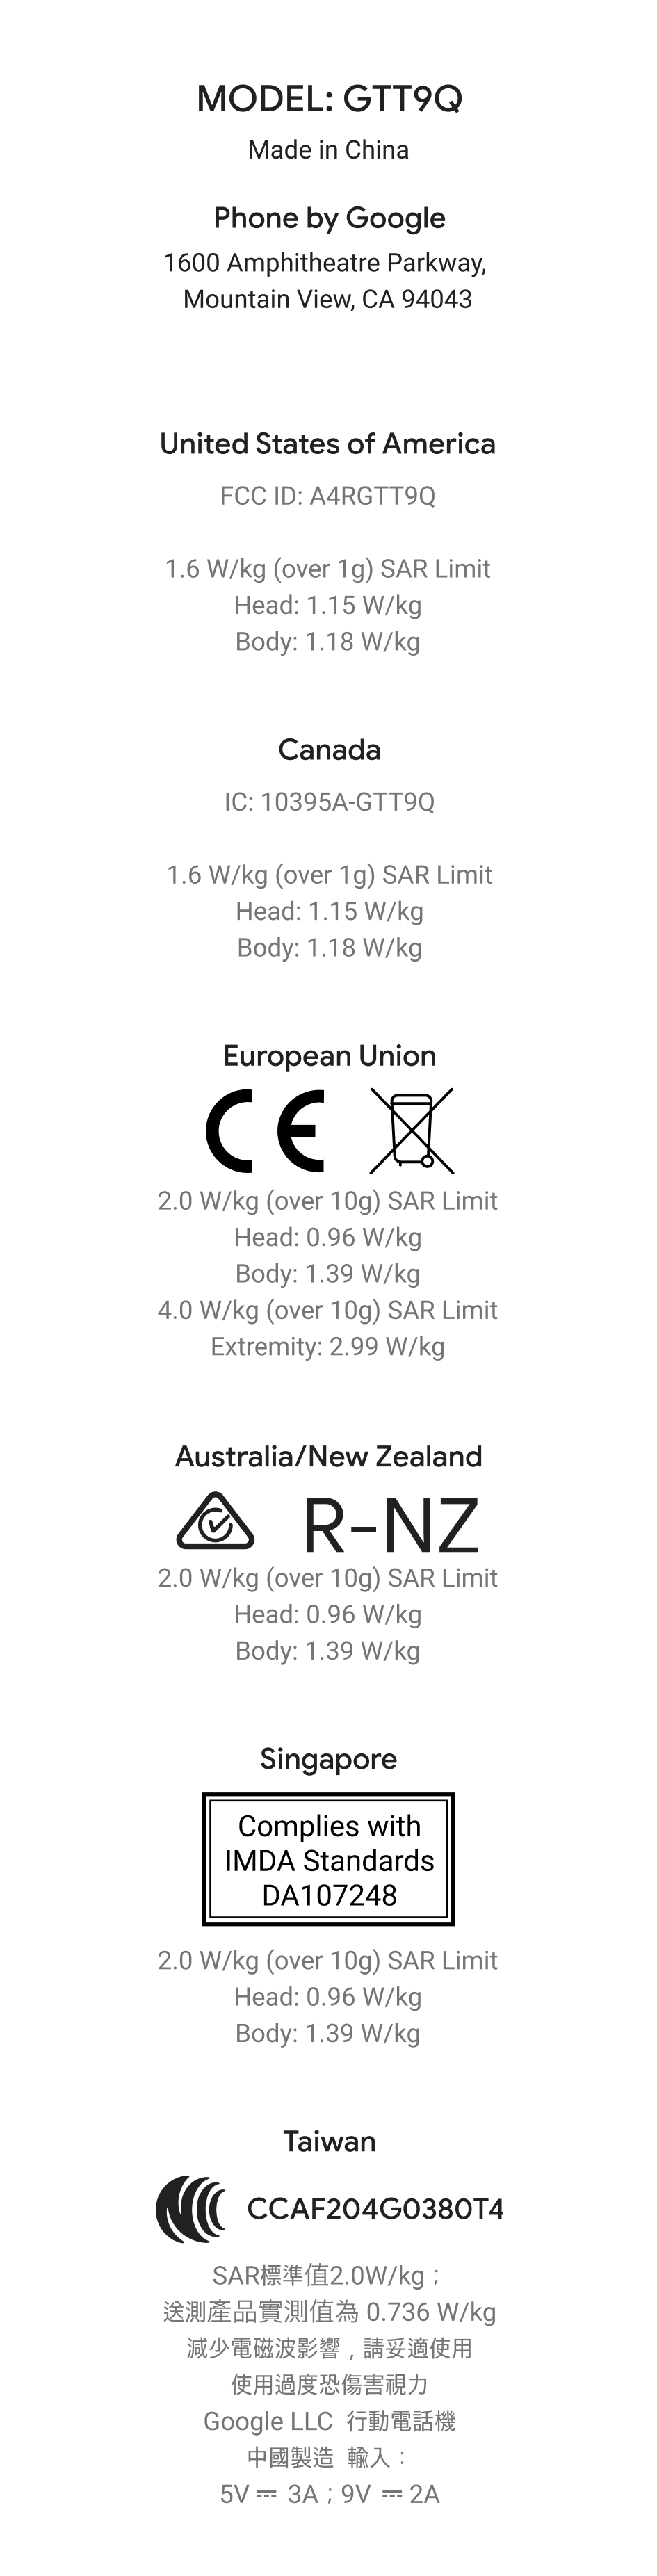 MODEL: GTT9Q
Made in China
Phone by Google
1600 Amphitheatre Parkway,
Mountain View, CA 94043
United States of America
FCC ID: A4RGTT9Q
1.6 W/kg (over 1g) SAR Limit
Head: 1.15 W/kg
Body: 1.18 W/kg
Canada
IC: 10395A-GTT9Q
1.6 W/kg (over 1g) SAR Limit
Head: 1.15 W/kg
Body: 1.18 W/kg
European Union
CE
2.0 W/kg (over 10g) SAR Limit
Head: 0.96 W/kg
Body: 1.39 W/kg
4.0 W/kg (over 10g) SAR Limit
Extremity: 2.99 W/kg
Australia/New Zealand
R-NZ
2.0 W/kg (over 10g) SAR Limit
Head: 0.96 W/kg
Body: 1.39 W/kg
Singapore
Complies with
IMDA Standards
DA107248
2.0 W/kg (over 10g) SAR Limit
Head: 0.96 W/kg
Body: 1.39 W/kg
Taiwan
CCAF204G0380T4
SAR標準值2.0W/kg；
送測產品實測值為 0.736 W/kg
減少電磁波影響，請妥適使用
使用過度恐傷害視力
Google LLC 行動電話機
中國製造 輸入：
5V ⎓ 3A；9V ⎓ 2A